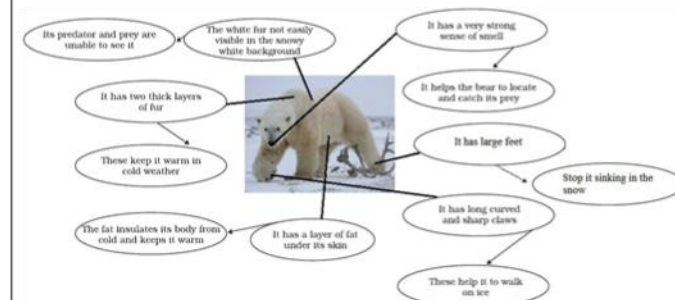 The white fur not easily
visible in the snowy
white background
Its predator and prey are
unable to see it
It has a very strong
sense of smell
It helps the bear to locate
and catch its prey
It has two thick layers
of fur
These keep it warm in
cold weather
It has large feet
Stop it sinking in the
snow
It has long curved
and sharp claws
These help it to walk
on ice
It has a layer of fat
under its skin
The fat insulates its body from
cold and keeps it warm